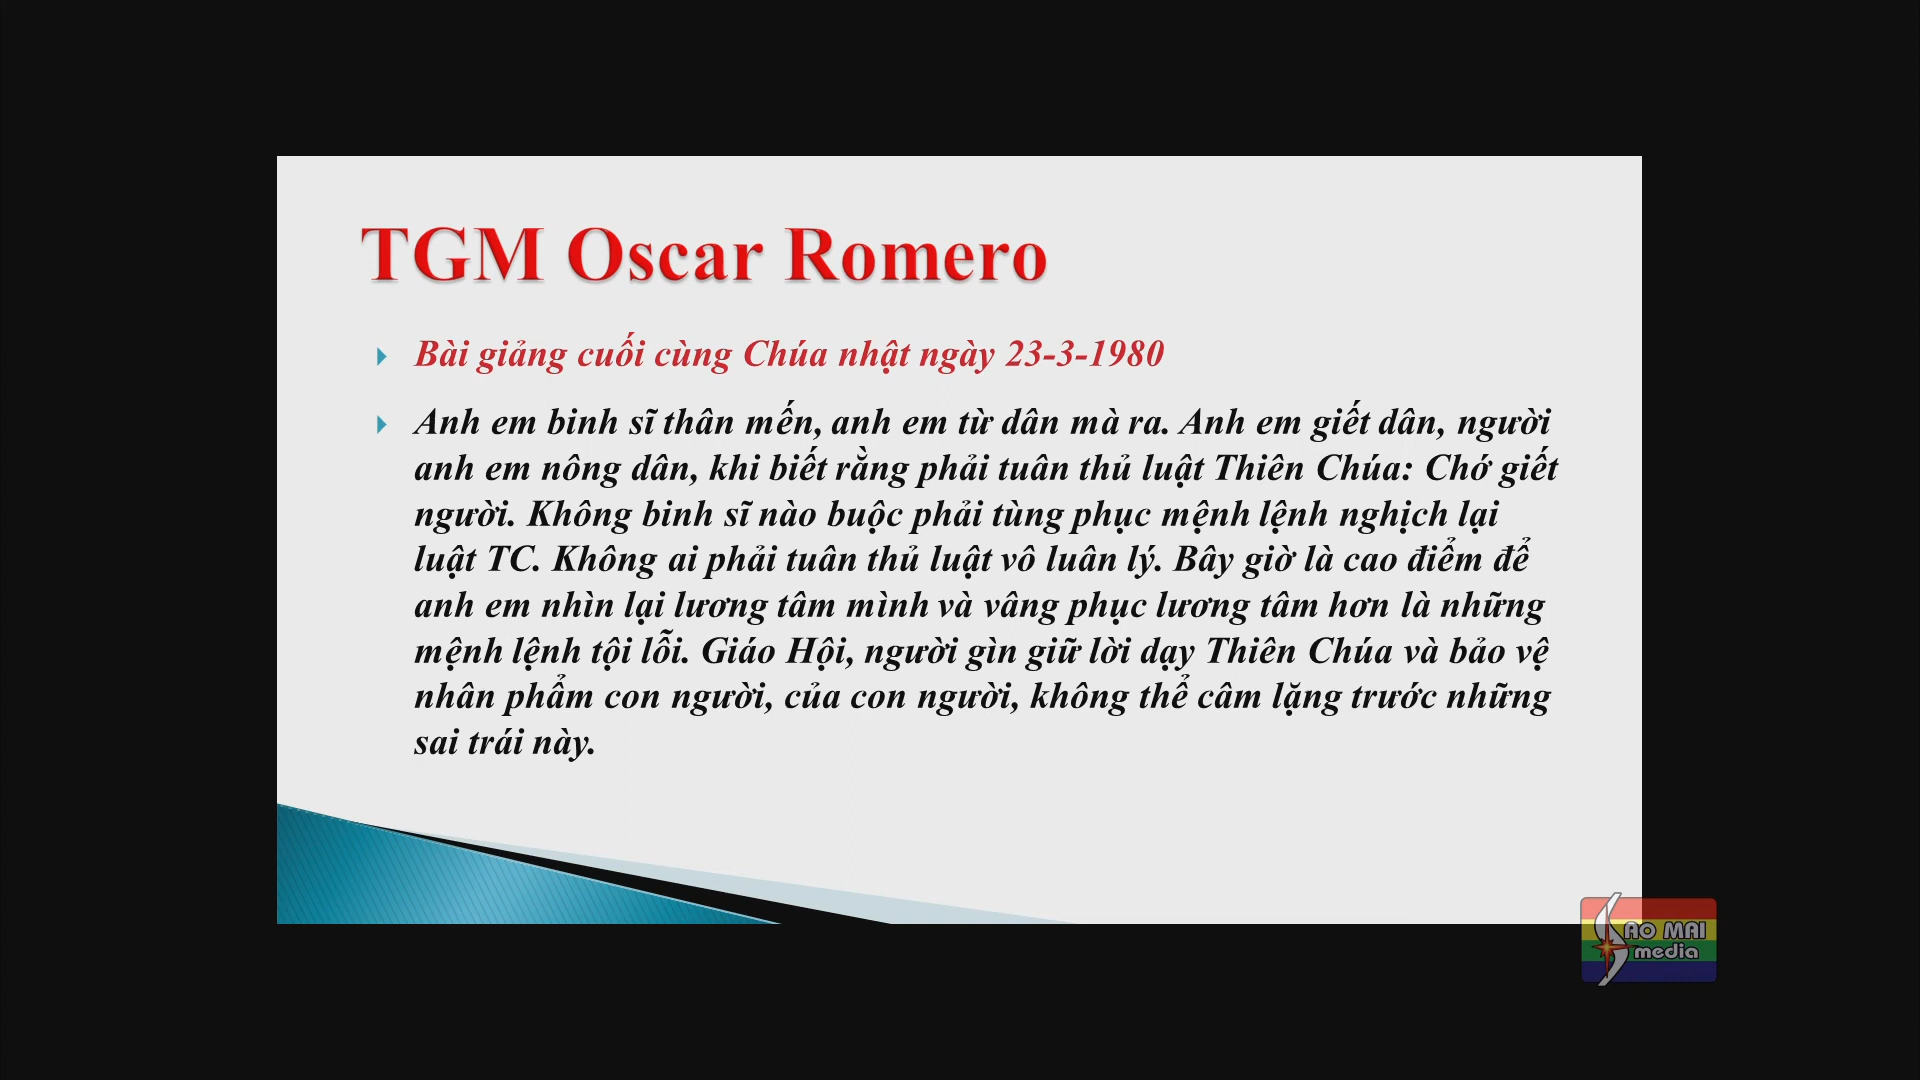 TGM Oscar Romero
Bài giảng cuối cùng Chúa nhật ngày 23-3-1980
Anh em binh sĩ thân mến, anh em từ dân mà ra. Anh em giết dân, người
anh em nông dân, khi biết rằng phải tuân thủ luật Thiên Chúa: Chớ giết
người. Không binh sĩ nào buộc phải tùng phục mệnh lệnh nghịch lại
luật TC. Không ai phải tuân thủ luật vô luân lý. Bây giờ là cao điểm để
anh em nhìn lại lương tâm mình và vâng phục lương tâm hơn là những
mệnh lệnh tội lỗi. Giáo Hội, người gìn giữ lời dạy Thiên Chúa và bảo vệ
nhân phẩm con người, của con người, không thể câm lặng trước những
sai trái này.
SAO MAI
media